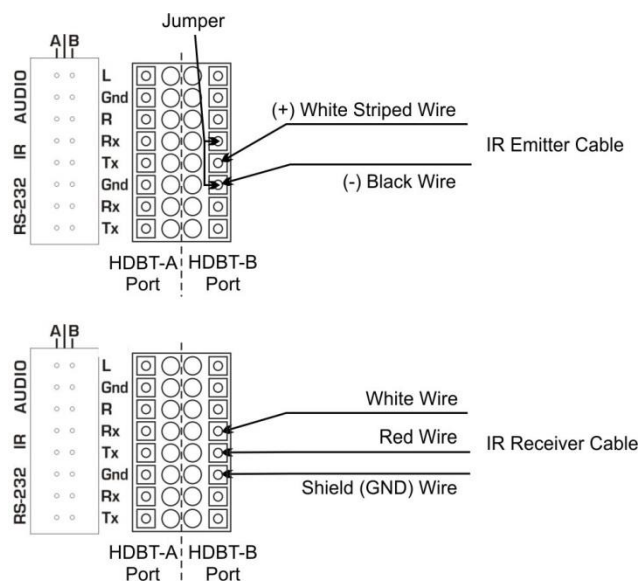 Jumper
A B
AUDIO
IR
RS-232
L
Gnd
R
Rx
Tx
Gnd
Rx
Tx
(+) White Striped Wire
IR Emitter Cable
(-) Black Wire
HDBT-A HDBT-B
Port Port
A B
AUDIO
IR
RS-232
L
Gnd
R
Rx
Tx
Gnd
Rx
Tx
White Wire
Red Wire
IR Receiver Cable
Shield (GND) Wire
HDBT-A HDBT-B
Port Port